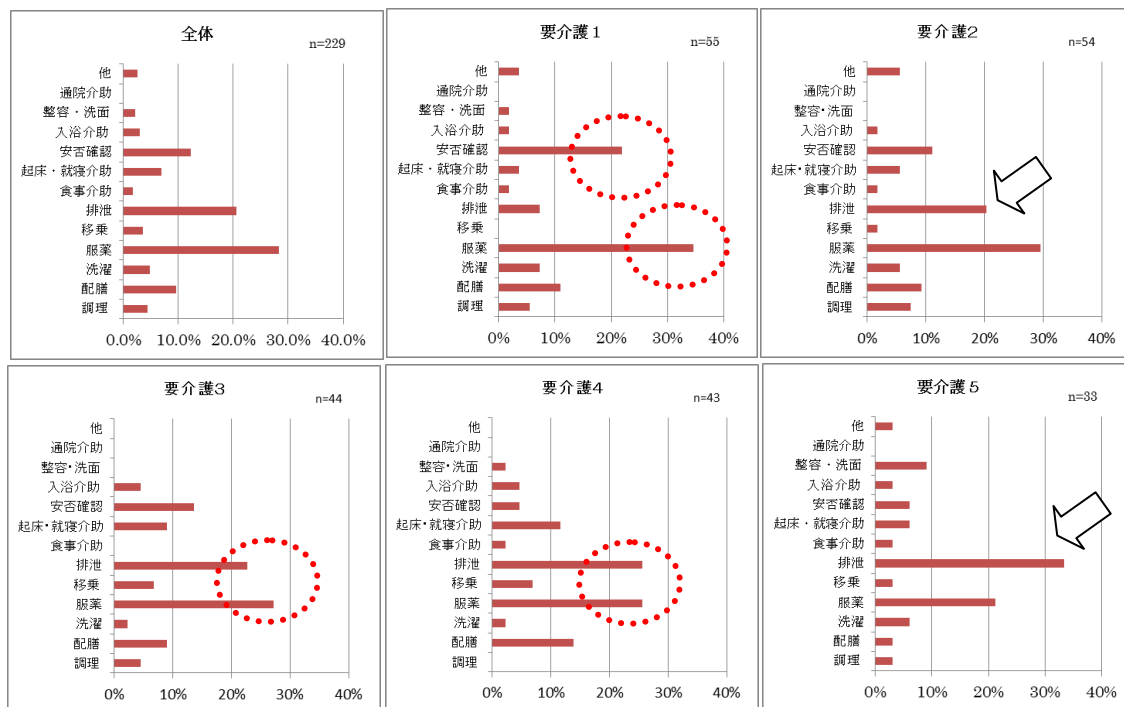 全体
n=229
他
通院介助
整容・洗面
入浴介助
安否確認
起床・就寝介助
食事介助
排泄
移乗
服薬
洗濯
配膳
調理
0.0% 10.0% 20.0% 30.0% 40.0%
要介護1
n=55
他
通院介助
整容・洗面
入浴介助
安否確認
起床・就寝介助
食事介助
排泄
移乗
服薬
洗濯
配膳
調理
0% 10% 20% 30% 40%
要介護2
n=54
他
通院介助
整容・洗面
入浴介助
安否確認
起床・就寝介助
食事介助
排泄
移乗
服薬
洗濯
配膳
調理
0% 10% 20% 30% 40%
要介護3
n=44
他
通院介助
整容・洗面
入浴介助
安否確認
起床・就寝介助
食事介助
排泄
移乗
服薬
洗濯
配膳
調理
0% 10% 20% 30% 40%
要介護4
n=43
他
通院介助
整容・洗面
入浴介助
安否確認
起床・就寝介助
食事介助
排泄
移乗
服薬
洗濯
配膳
調理
0% 10% 20% 30% 40%
要介護5
n=33
他
通院介助
整容・洗面
入浴介助
安否確認
起床・就寝介助
食事介助
排泄
移乗
服薬
洗濯
配膳
調理
0% 10% 20% 30% 40%